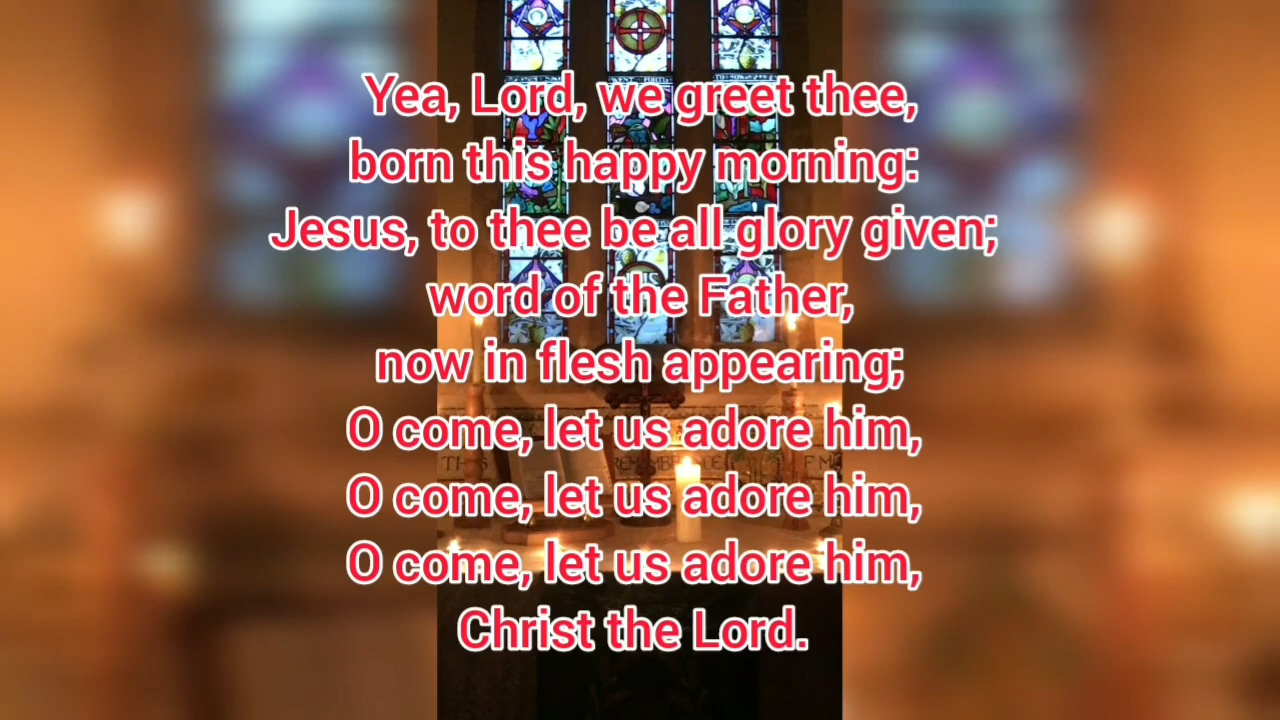 Yea, Lord, we greet thee,
born this happy morning:
Jesus, to thee be all glory given;
word of the Father,
now in flesh appearing;
O come, let us adore him,
O come, let us adore him,
O come, let us adore him,
Christ the Lord.